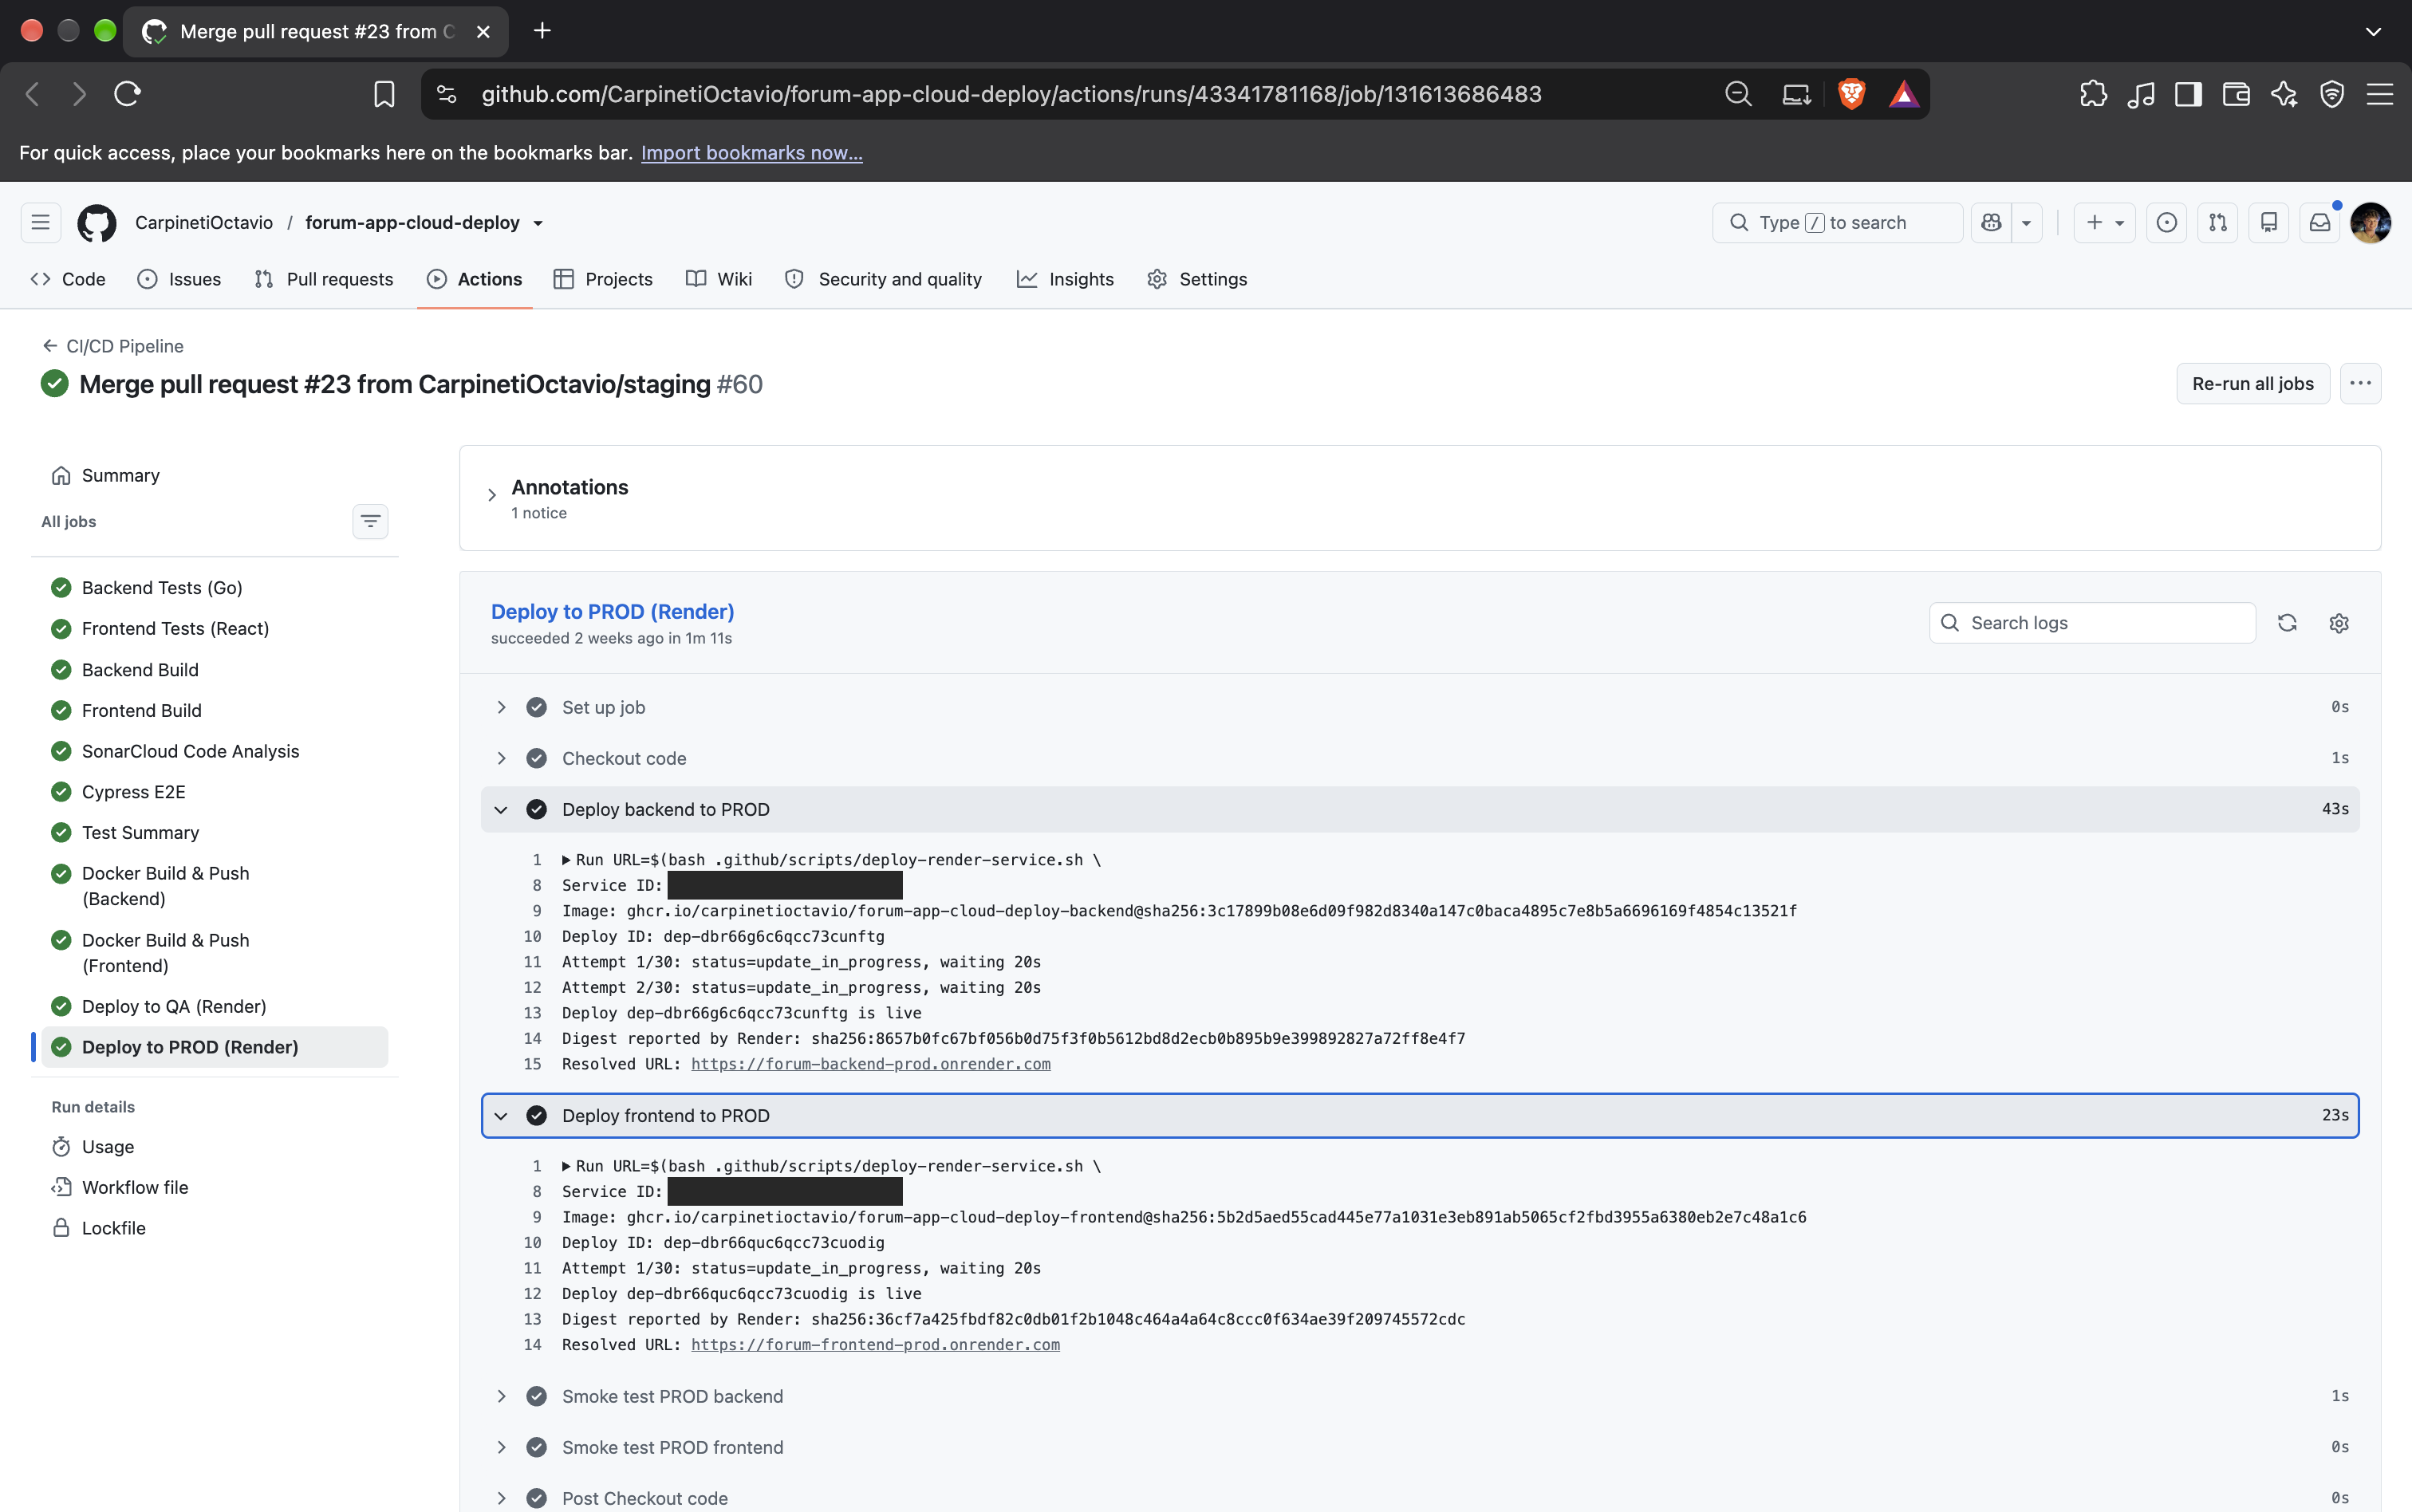 Merge pull request #23 from C
github.com/CarpinetiOctavio/forum-app-cloud-deploy/actions/runs/43341781168/job/131613686483
For quick access, place your bookmarks here on the bookmarks bar. Import bookmarks now...
CarpinetiOctavio / forum-app-cloud-deploy
Type / to search
Code Issues Pull requests Actions Projects Wiki Security and quality Insights Settings
CI/CD Pipeline
Merge pull request #23 from CarpinetiOctavio/staging #60
Re-run all jobs
Summary
All jobs
Backend Tests (Go)
Frontend Tests (React)
Backend Build
Frontend Build
SonarCloud Code Analysis
Cypress E2E
Test Summary
Docker Build & Push
(Backend)
Docker Build & Push
(Frontend)
Deploy to QA (Render)
Deploy to PROD (Render)
Run details
Usage
Workflow file
Lockfile
Annotations
1 notice
Deploy to PROD (Render)
succeeded 2 weeks ago in 1m 11s
Search logs
Set up job 0s
Checkout code 1s
Deploy backend to PROD 43s
1 Run URL=$(bash .github/scripts/deploy-render-service.sh \
8 Service ID:
9 Image: ghcr.io/carpinetioctavio/forum-app-cloud-deploy-backend@sha256:3c17899b08e6d09f982d8340a147c0baca4895c7e8b5a6696169f4854c13521f
10 Deploy ID: dep-dbr66g6c6qcc73cunftg
11 Attempt 1/30: status=update_in_progress, waiting 20s
12 Attempt 2/30: status=update_in_progress, waiting 20s
13 Deploy dep-dbr66g6c6qcc73cunftg is live
14 Digest reported by Render: sha256:8657b0fc67bf056b0d75f3f0b5612bd8d2ecb0b895b9e399892827a72ff8e4f7
15 Resolved URL: https://forum-backend-prod.onrender.com
Deploy frontend to PROD 23s
1 Run URL=$(bash .github/scripts/deploy-render-service.sh \
8 Service ID:
9 Image: ghcr.io/carpinetioctavio/forum-app-cloud-deploy-frontend@sha256:5b2d5aed55cad445e77a1031e3eb891ab5065cf2fbd3955a6380eb2e7c48a1c6
10 Deploy ID: dep-dbr66quc6qcc73cuodig
11 Attempt 1/30: status=update_in_progress, waiting 20s
12 Deploy dep-dbr66quc6qcc73cuodig is live
13 Digest reported by Render: sha256:36cf7a425fbdf82c0db01f2b1048c464a4a64c8ccc0f634ae39f209745572cdc
14 Resolved URL: https://forum-frontend-prod.onrender.com
Smoke test PROD backend 1s
Smoke test PROD frontend 0s
Post Checkout code 0s